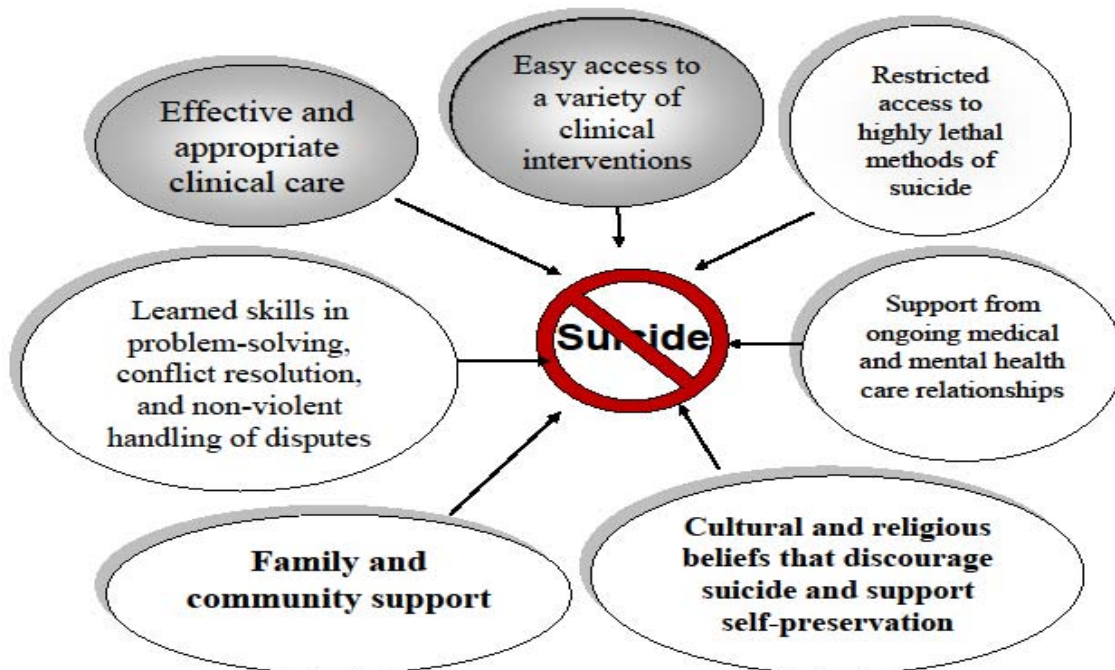 Effective and
appropriate
clinical care
Easy access to
a variety of
clinical
interventions
Restricted
access to
highly lethal
methods of
suicide
Learned skills in
problem-solving,
conflict resolution,
and non-violent
handling of disputes
Suicide
Support from
ongoing medical
and mental health
care relationships
Family and
community support
Cultural and religious
beliefs that discourage
suicide and support
self-preservation